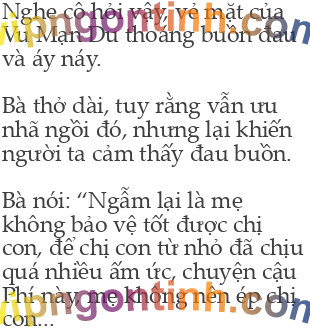 Nghe cô hỏi vậy, vẻ mặt của
Vu Mạn Du thoáng buồn đau
và áy náy.
Bà thở dài, tuy rằng vẫn ưu
nhã ngồi đó, nhưng lại khiến
người ta cảm thấy đau buồn.
Bà nói: “Ngẫm lại là mẹ
không bảo vệ tốt được chị
con, để chị con từ nhỏ đã chịu
quá nhiều ấm ức, chuyện cậu
Phí này, mẹ không nên ép chị
con...